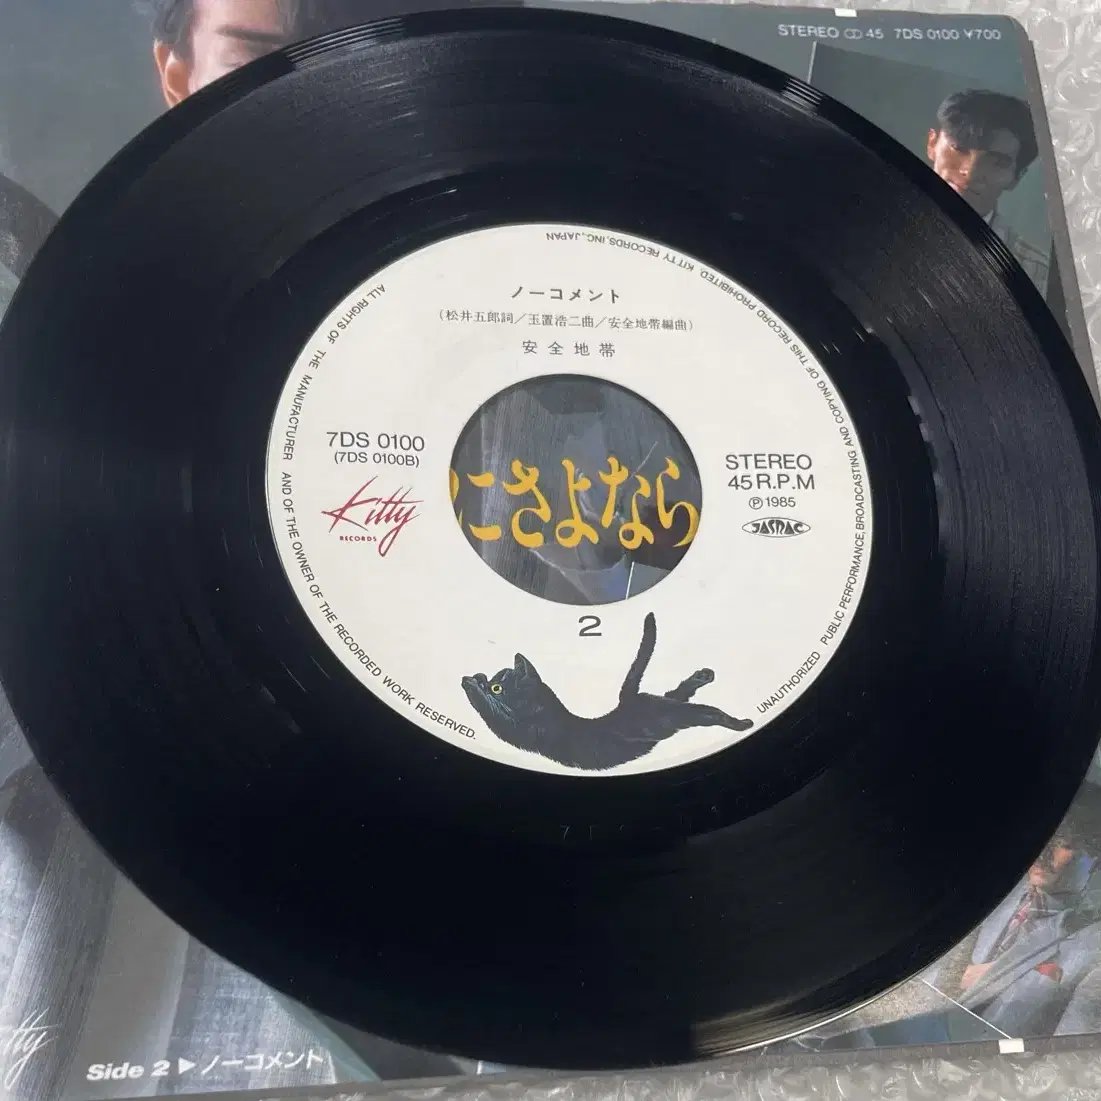 STEREO 45 7DS 0100 ¥700
ノーコメント
(松井五郎詞/玉置浩二曲/安全地帯編曲)
安全地帯
7DS 0100
(7DS 0100B)
Kitty
RECORDS
STEREO
45 R.P.M
Ⓟ1985
JASRAC
にさよなら
2
ALL RIGHTS OF THE MANUFACTURER AND OF THE OWNER OF THE RECORDED WORK RESERVED.
UNAUTHORIZED PUBLIC PERFORMANCE, BROADCASTING AND COPYING OF THIS RECORD PROHIBITED. KITTY RECORDS, INC, JAPAN
Side 2 ▶ ノーコメント